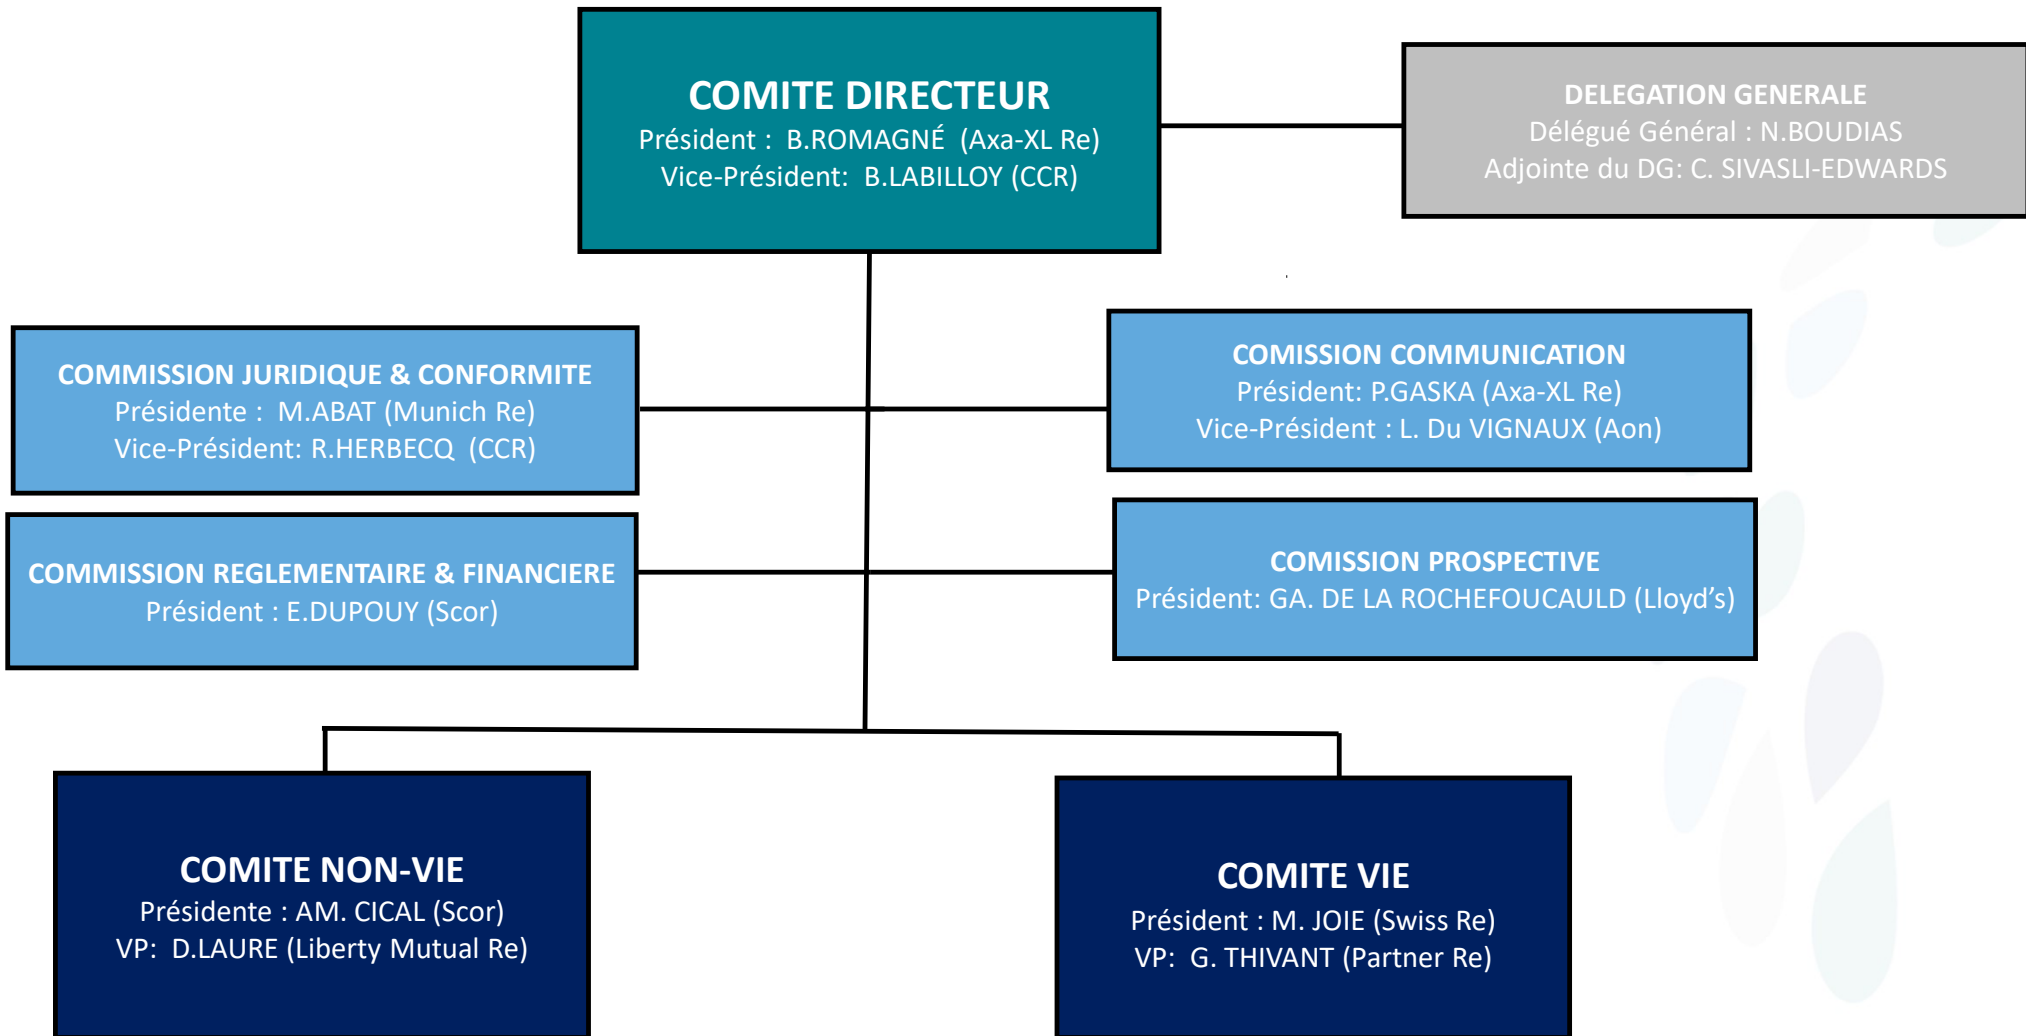 COMITE DIRECTEUR
Président : B.ROMAGNÉ (Axa-XL Re)
Vice-Président: B.LABILLOY (CCR)
DELEGATION GENERALE
Délégué Général : N.BOUDIAS
Adjointe du DG: C. SIVASLI-EDWARDS
COMMISSION JURIDIQUE & CONFORMITE
Présidente : M.ABAT (Munich Re)
Vice-Président: R.HERBECQ (CCR)
COMISSION COMMUNICATION
Président: P.GASKA (Axa-XL Re)
Vice-Président : L. Du VIGNAUX (Aon)
COMMISSION REGLEMENTAIRE & FINANCIERE
Président : E.DUPOUY (Scor)
COMISSION PROSPECTIVE
Président: GA. DE LA ROCHEFOUCAULD (Lloyd’s)
COMITE NON-VIE
Présidente : AM. CICAL (Scor)
VP: D.LAURE (Liberty Mutual Re)
COMITE VIE
Président : M. JOIE (Swiss Re)
VP: G. THIVANT (Partner Re)